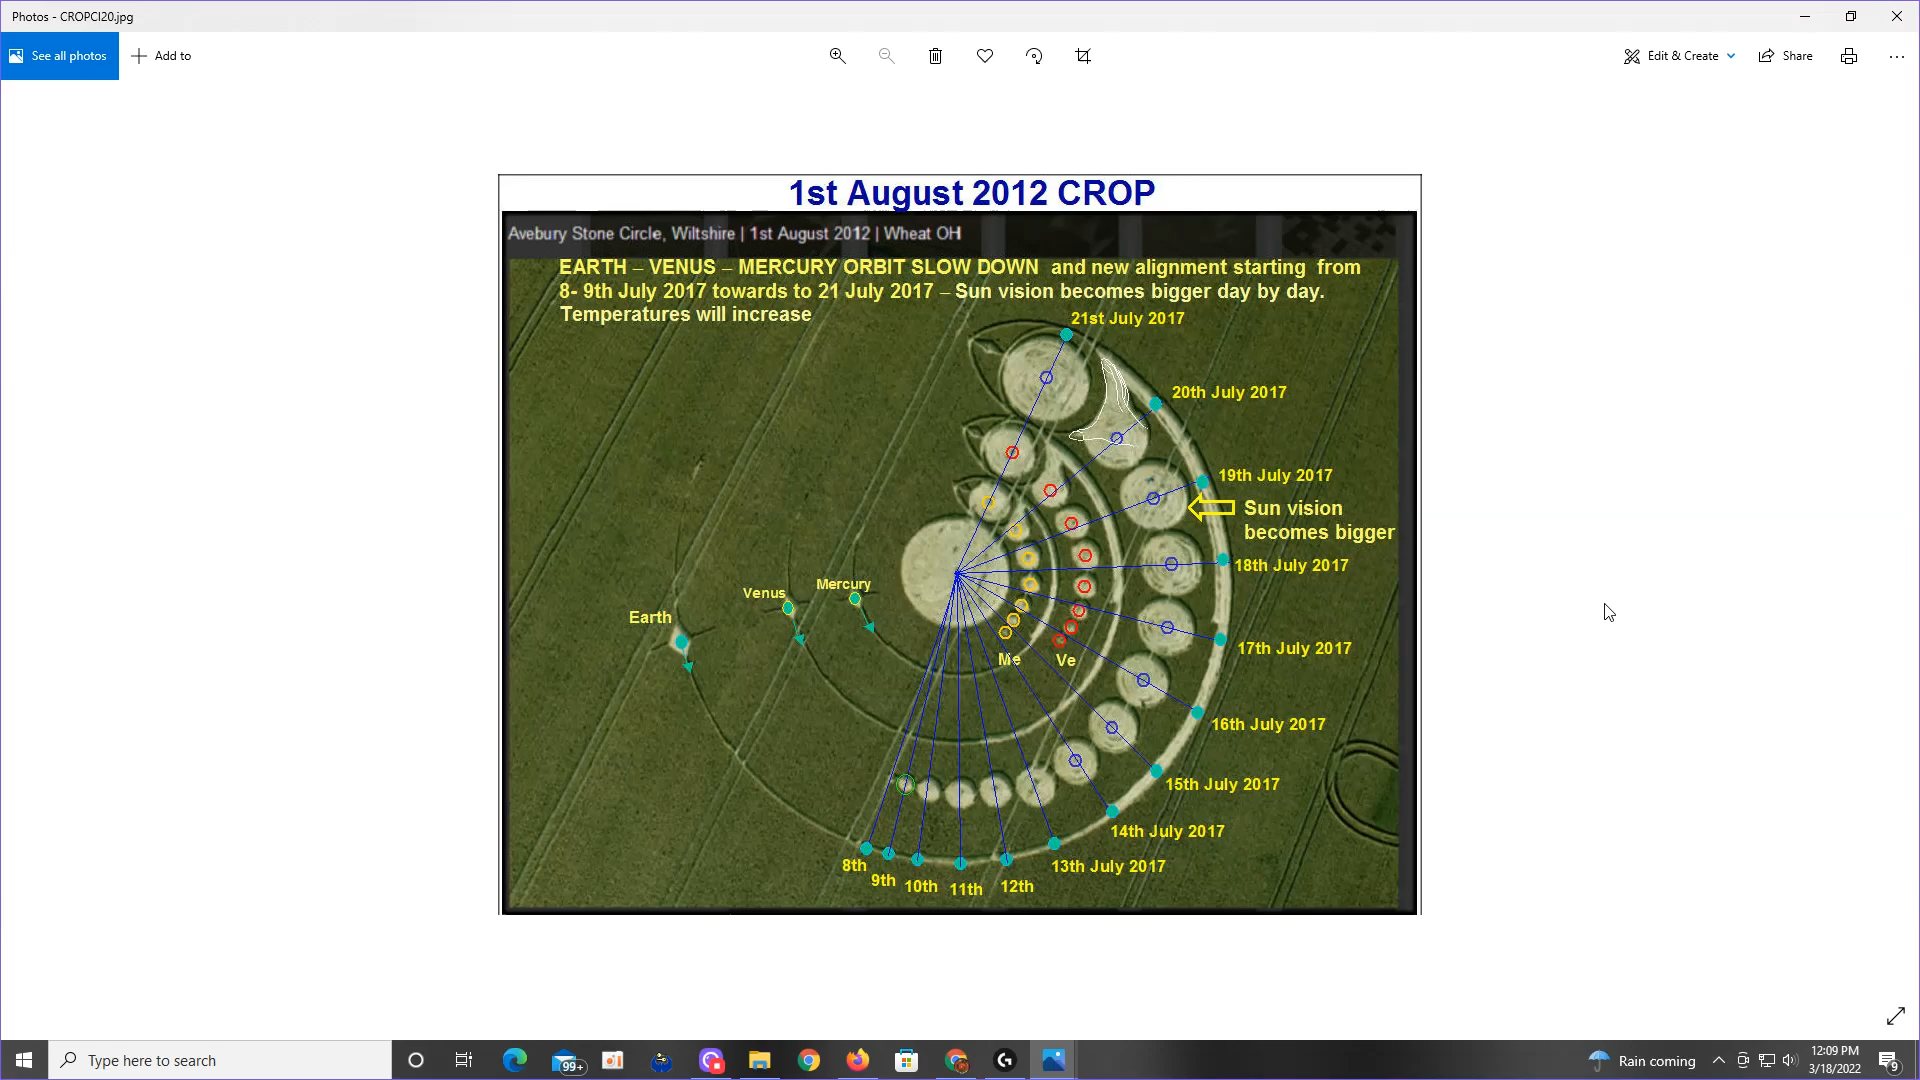 Photos - CROPCI20.jpg
See all photos
Add to
Edit & Create
Share
1st August 2012 CROP
Avebury Stone Circle, Wiltshire | 1st August 2012 | Wheat OH
EARTH – VENUS – MERCURY ORBIT SLOW DOWN and new alignment starting from
8- 9th July 2017 towards to 21 July 2017 – Sun vision becomes bigger day by day.
Temperatures will increase
21st July 2017
20th July 2017
19th July 2017
Sun vision
becomes bigger
18th July 2017
Mercury
Venus
Earth
17th July 2017
Me
Ve
16th July 2017
15th July 2017
14th July 2017
13th July 2017
8th
9th
10th
11th
12th
Type here to search
99+
Rain coming
12:09 PM
3/18/2022
9